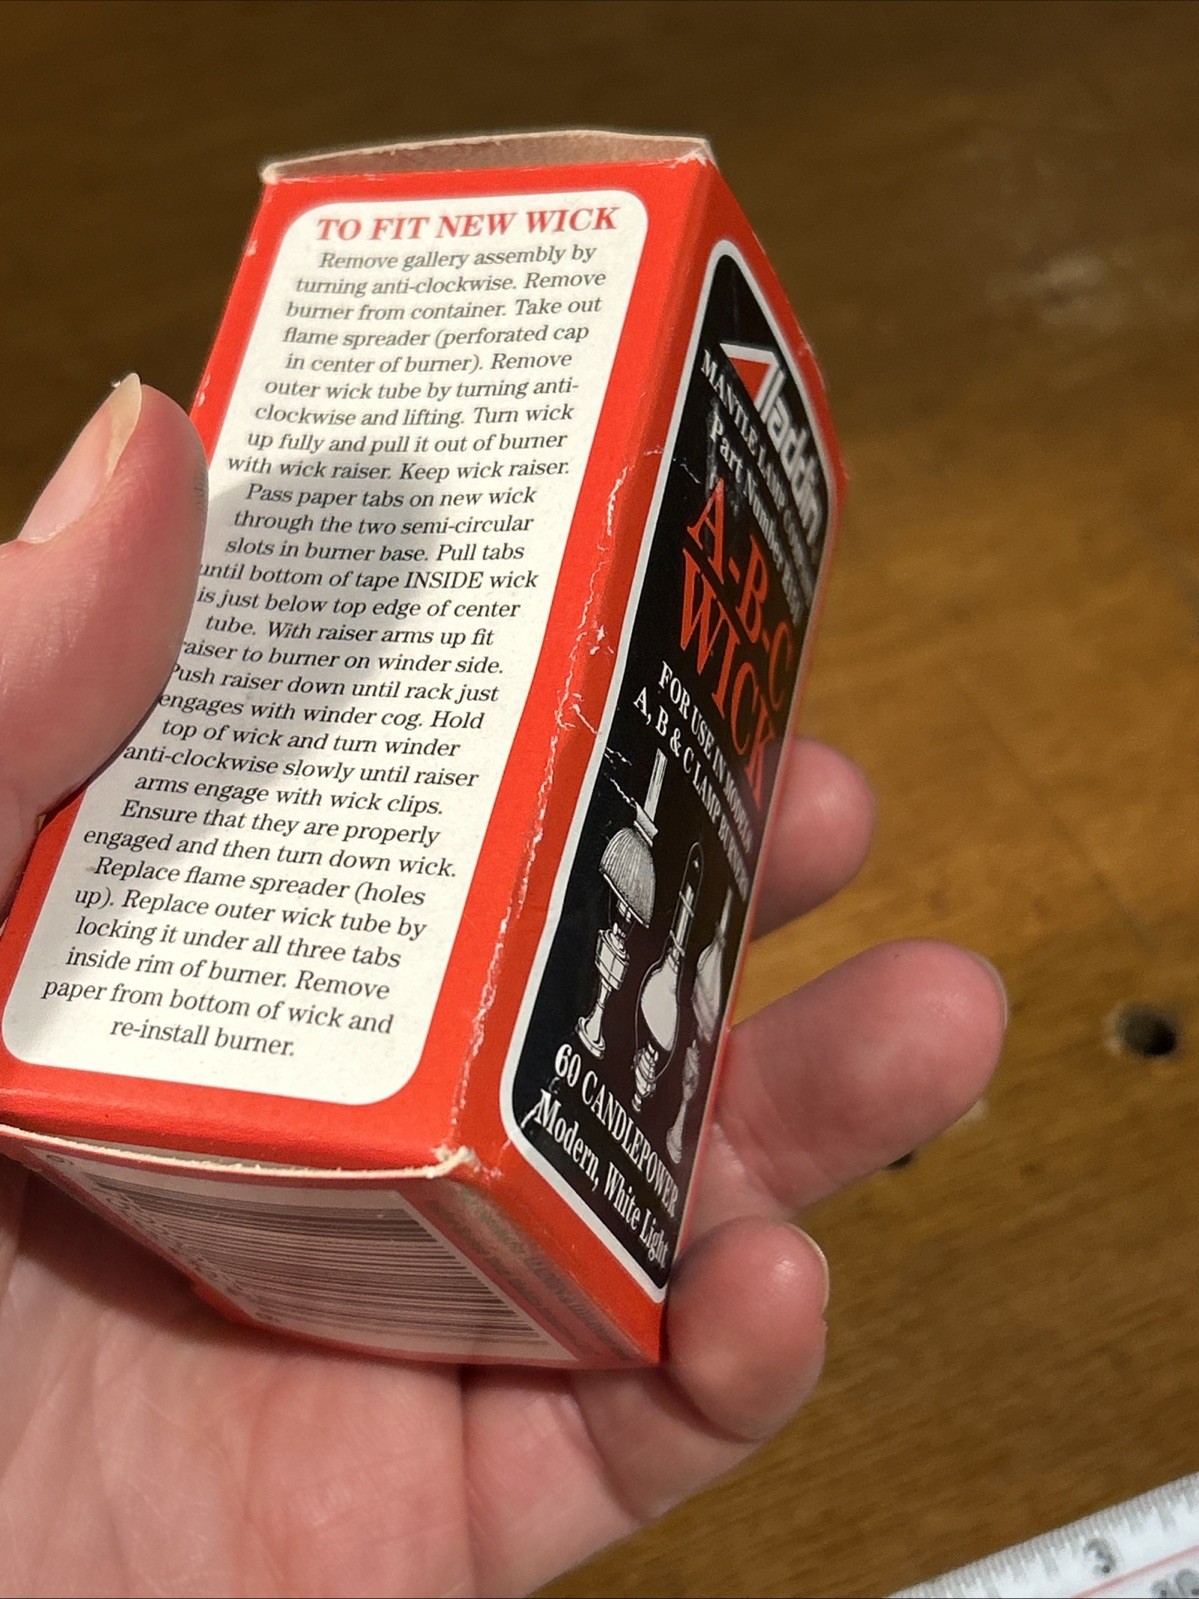 TO FIT NEW WICK
Remove gallery assembly by
turning anti-clockwise. Remove
burner from container. Take out
flame spreader (perforated cap
in center of burner). Remove
outer wick tube by turning anti-
clockwise and lifting. Turn wick
up fully and pull it out of burner
with wick raiser. Keep wick raiser.
Pass paper tabs on new wick
through the two semi-circular
slots in burner base. Pull tabs
until bottom of tape INSIDE wick
is just below top edge of center
tube. With raiser arms up fit
raiser to burner on winder side.
Push raiser down until rack just
engages with winder cog. Hold
top of wick and turn winder
anti-clockwise slowly until raiser
arms engage with wick clips.
Ensure that they are properly
engaged and then turn down wick.
Replace flame spreader (holes
up). Replace outer wick tube by
locking it under all three tabs
inside rim of burner. Remove
paper from bottom of wick and
re-install burner.
Aladdin
MANTLE LAMP
Part Number
A-B-C
WICK
FOR USE IN MODELS
A, B & C LAMP
60 CANDLEPOWER
Modern, White Light
3